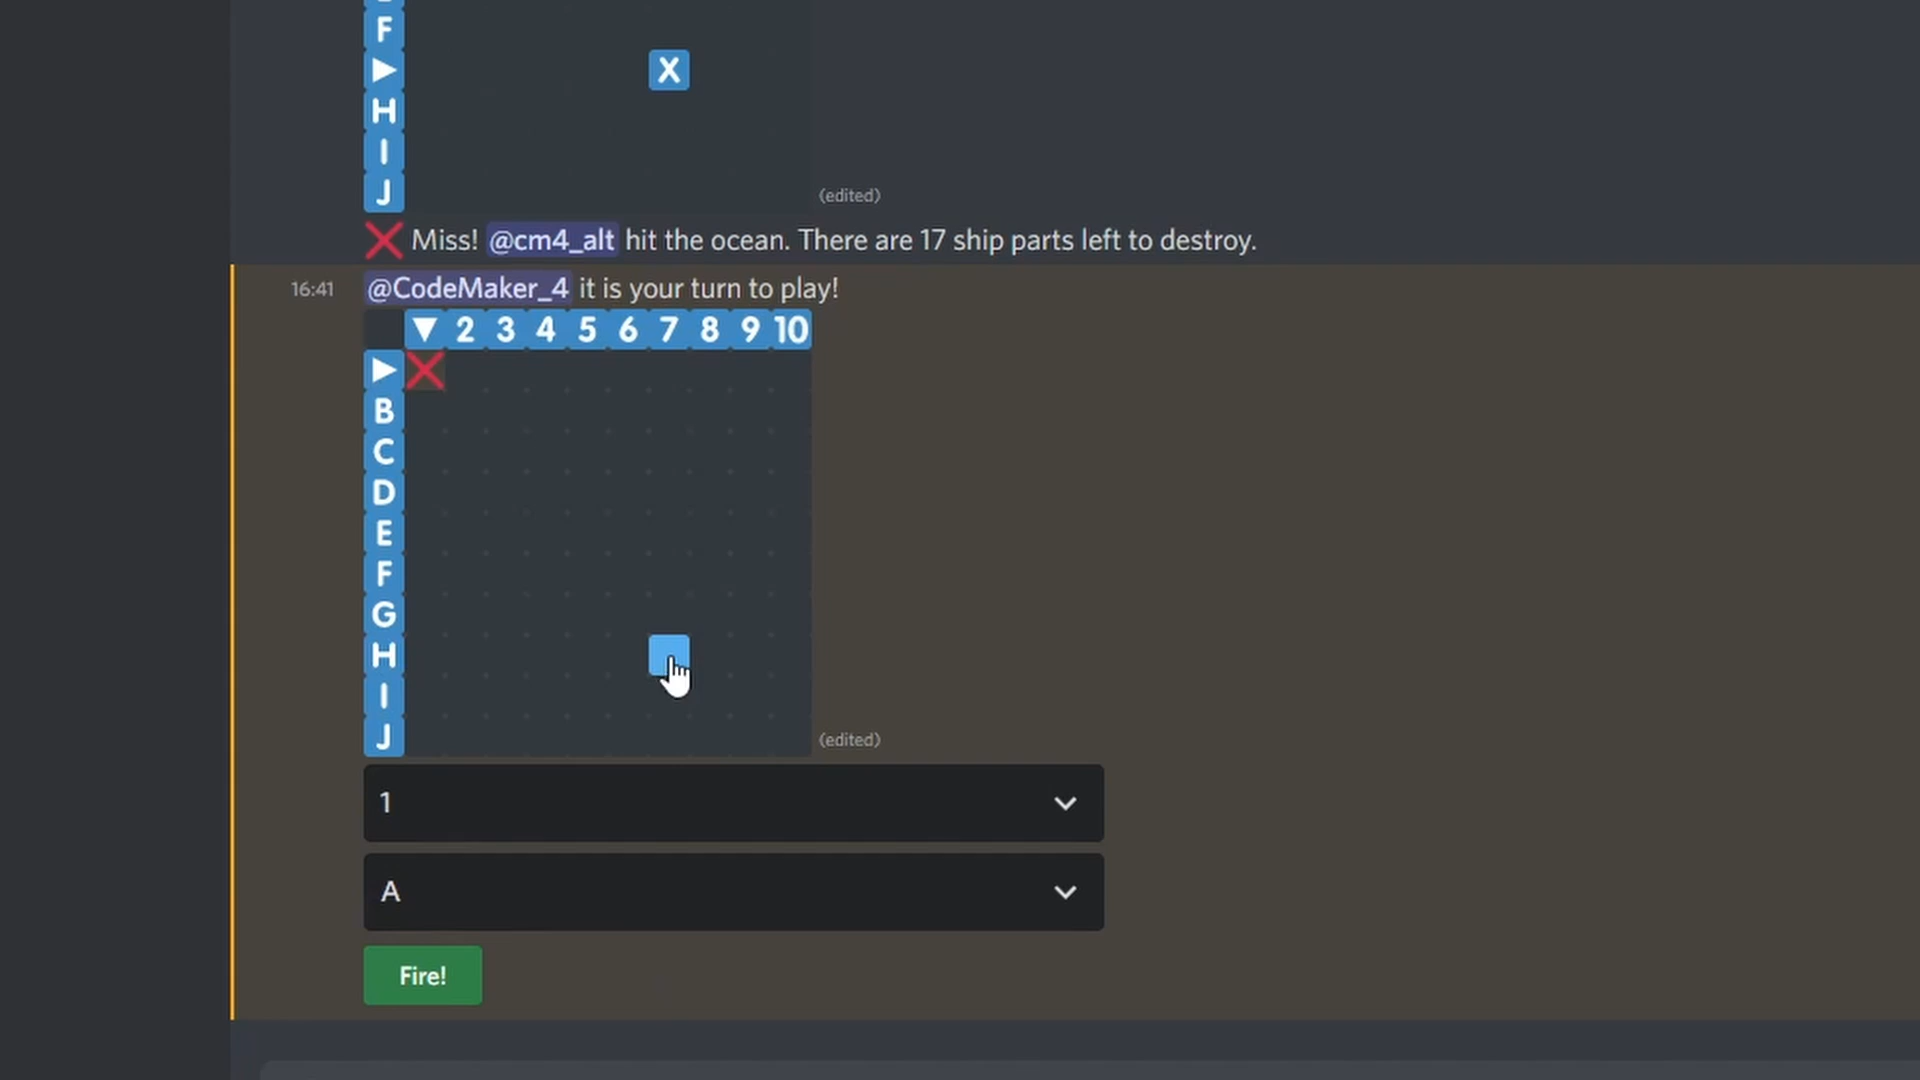 F
▶ X
H
I
J
(edited)
❌ Miss! @cm4_alt hit the ocean. There are 17 ship parts left to destroy.
16:41 @CodeMaker_4 it is your turn to play!
▼ 2 3 4 5 6 7 8 9 10
▶ ❌
B
C
D
E
F
G
H
I
J
(edited)
1
A
Fire!